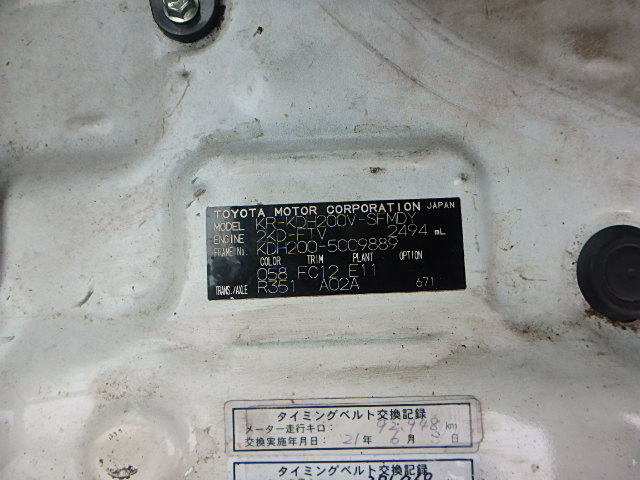 TOYOTA MOTOR CORPORATION JAPAN
MODEL KR-KDH200V-SFMDY
ENGINE 2KD-FTV 2494 mL
FRAME No. KDH200-5009889
COLOR TRIM PLANT OPTION
058 FC12 E11
TRANS./AXLE R351 A02A 671
タイミングベルト交換記録
メーター走行キロ: 92,948 km
交換実施年月日: 21年 6月 3日
タイミングベルト交換記録